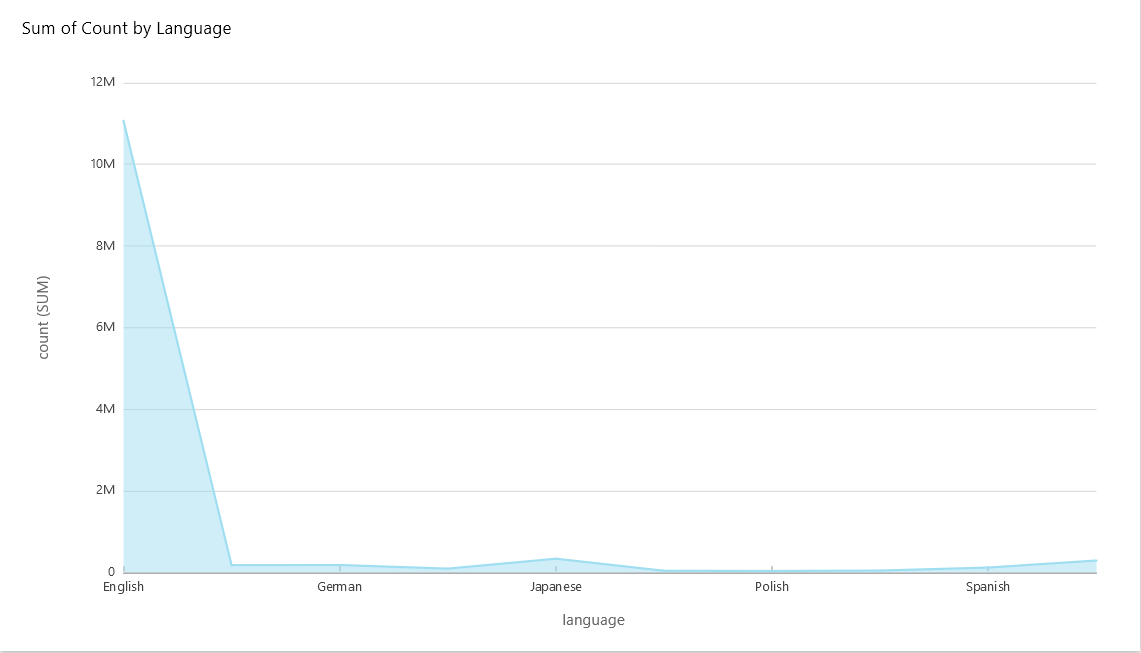 Sum of Count by Language
12M
10M
8M
6M
4M
2M
0
count (SUM)
English German Japanese Polish Spanish
language